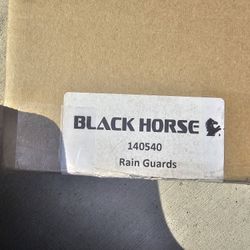 BLACK HORSE
140540
Rain Guards